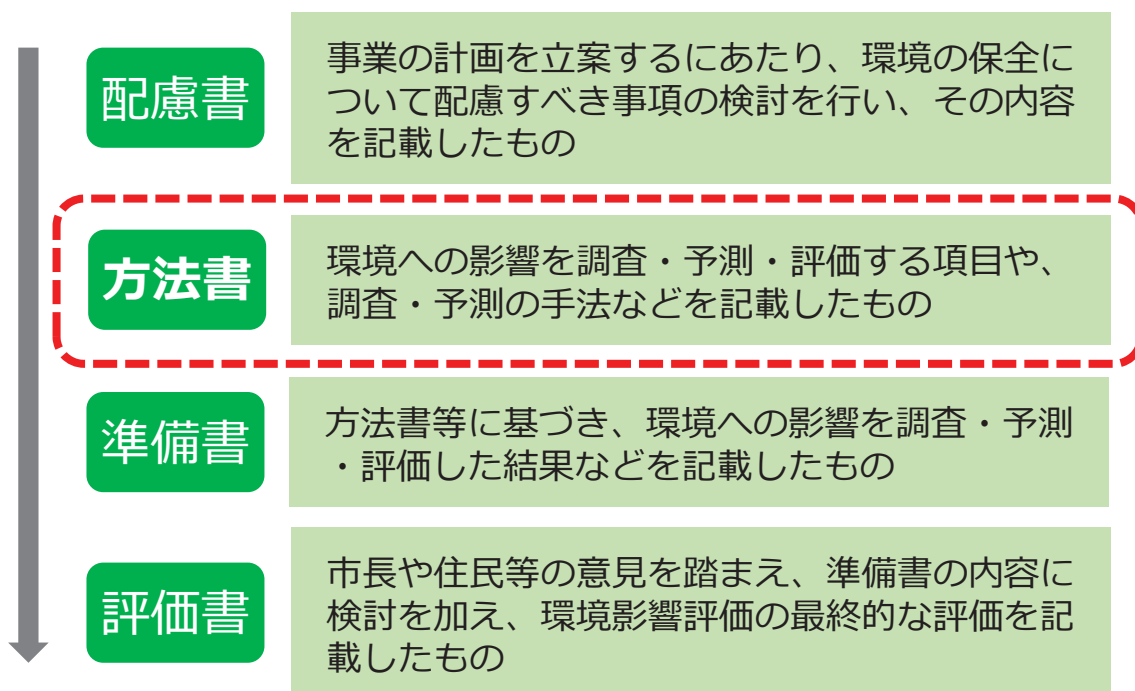 配慮書
事業の計画を立案するにあたり、環境の保全に
ついて配慮すべき事項の検討を行い、その内容
を記載したもの
方法書
環境への影響を調査・予測・評価する項目や、
調査・予測の手法などを記載したもの
準備書
方法書等に基づき、環境への影響を調査・予測
・評価した結果などを記載したもの
評価書
市長や住民等の意見を踏まえ、準備書の内容に
検討を加え、環境影響評価の最終的な評価を記
載したもの